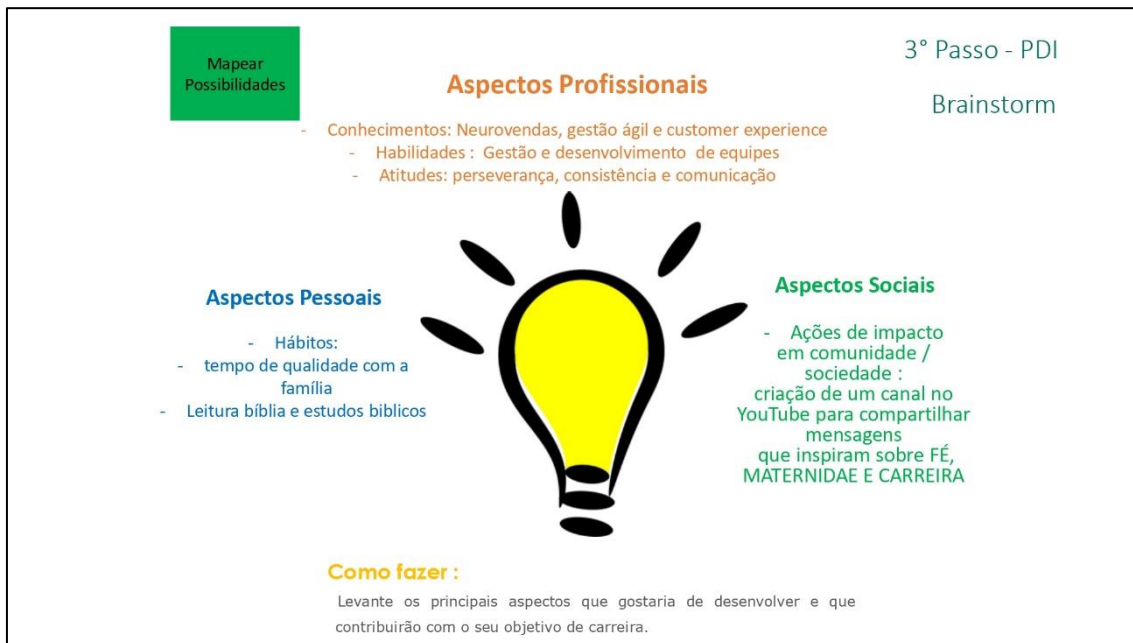 Mapear
Possibilidades
3° Passo - PDI
Brainstorm
Aspectos Profissionais
- Conhecimentos: Neurovendas, gestão ágil e customer experience
- Habilidades : Gestão e desenvolvimento de equipes
- Atitudes: perseverança, consistência e comunicação
Aspectos Pessoais
- Hábitos:
- tempo de qualidade com a
família
- Leitura bíblia e estudos biblicos
Aspectos Sociais
- Ações de impacto
em comunidade /
sociedade :
criação de um canal no
YouTube para compartilhar
mensagens
que inspiram sobre FÉ,
MATERNIDAE E CARREIRA
Como fazer :
Levante os principais aspectos que gostaria de desenvolver e que
contribuirão com o seu objetivo de carreira.